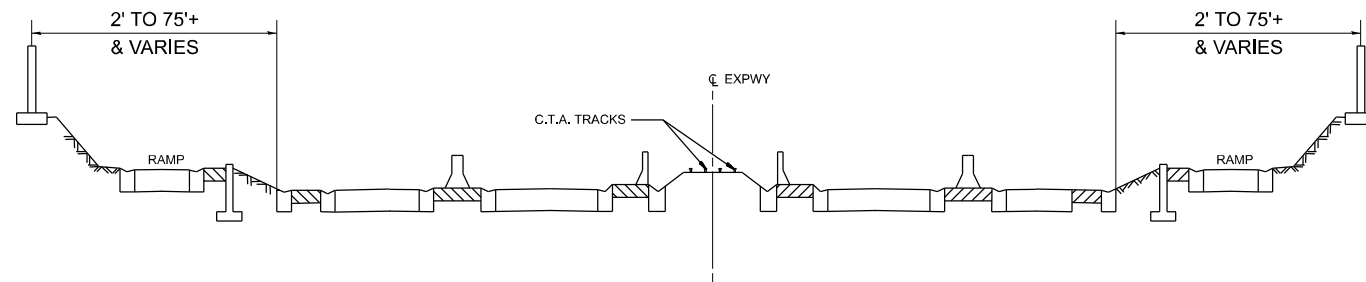 2' TO 75'+
& VARIES
2' TO 75'+
& VARIES
℄ EXPWY
C.T.A. TRACKS
RAMP
RAMP